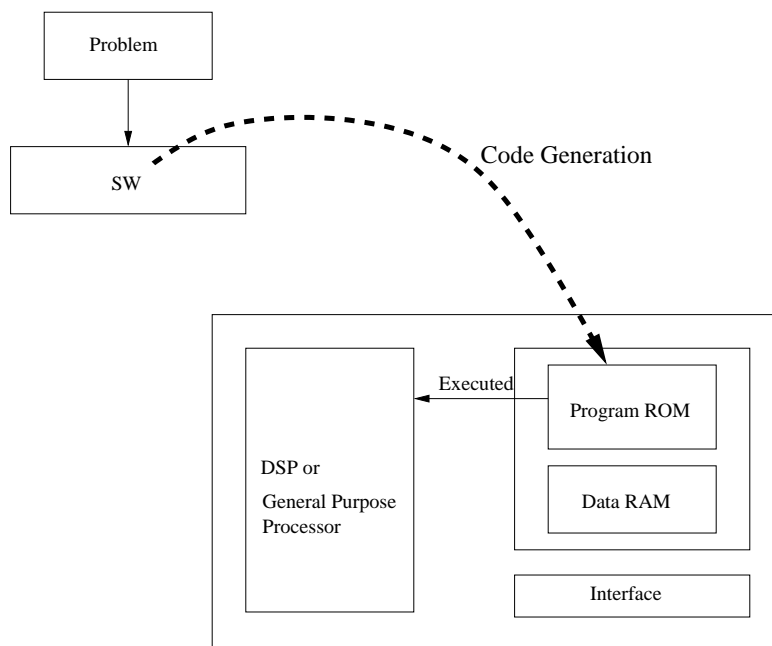 Problem
SW
Code Generation
Executed
Program ROM
DSP or
General Purpose
Processor
Data RAM
Interface